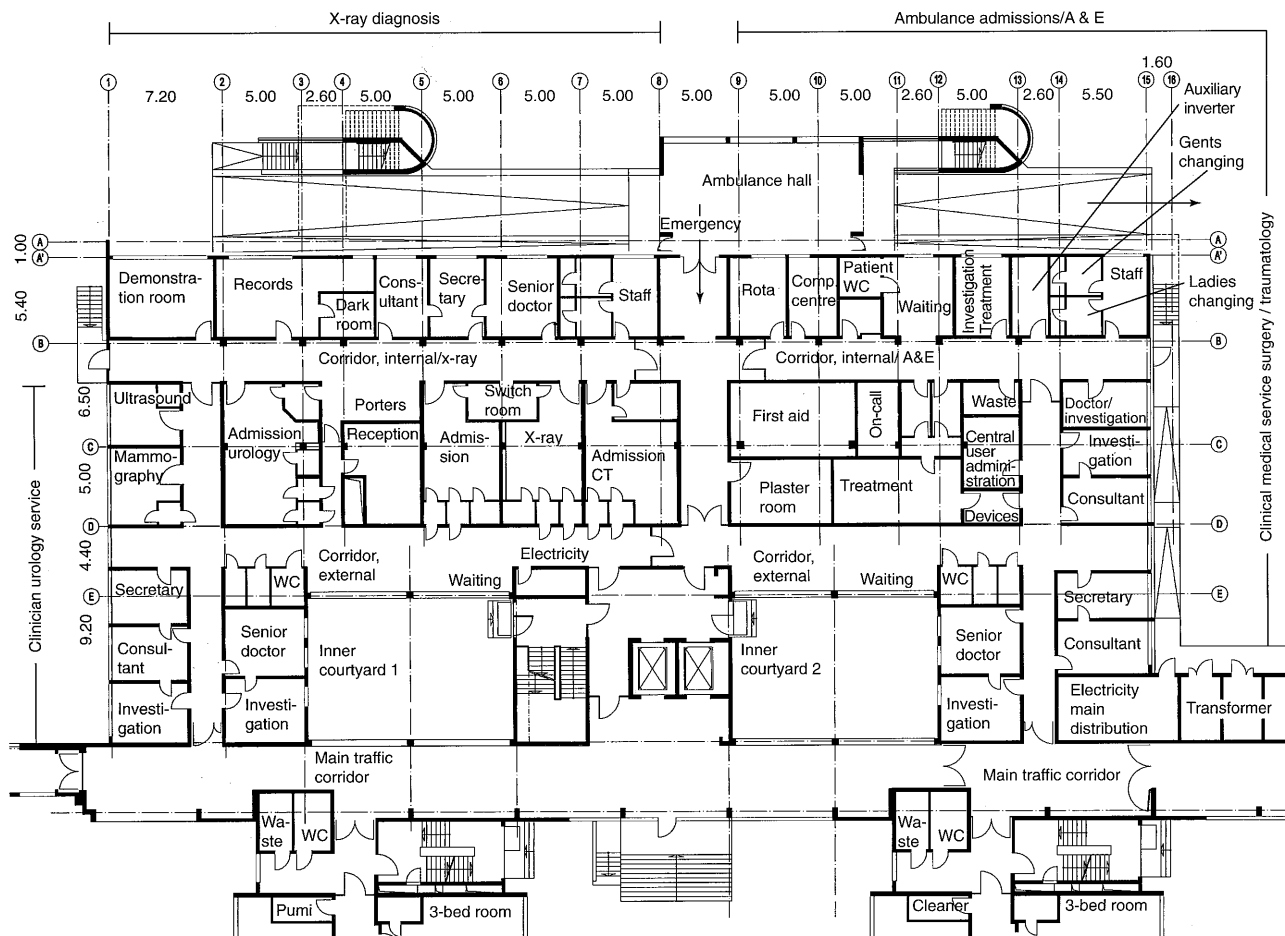 X-ray diagnosis
Ambulance admissions/A & E
1
2
3
4
5
6
7
8
9
10
11
12
13
14
15
16
7.20
5.00
2.60
5.00
5.00
5.00
5.00
5.00
5.00
5.00
2.60
5.00
2.60
5.50
1.60
Auxiliary
inverter
Gents
changing
Ambulance hall
Emergency
A
A'
A
A'
1.00
5.40
Demonstra-
tion room
Records
Dark
room
Con-
sultant
Secre-
tary
Senior
doctor
Staff
Rota
Comp.
centre
Patient
WC
Waiting
Investigation
Treatment
Staff
Ladies
changing
B
B
Corridor, internal/x-ray
Corridor, internal/ A&E
6.50
Ultrasound
Porters
Switch
room
First aid
On-call
Waste
Doctor/
investigation
C
C
Mammo-
graphy
Admission
urology
Reception
Admis-
sion
X-ray
Admission
CT
Central
user
admini-
stration
Investi-
gation
5.00
Plaster
room
Treatment
Devices
Consultant
D
D
4.40
Corridor,
external
Electricity
Corridor,
external
Waiting
Waiting
WC
WC
Secretary
Secretary
E
E
9.20
Consul-
tant
Senior
doctor
Inner
courtyard 1
Inner
courtyard 2
Senior
doctor
Consultant
Investi-
gation
Investi-
gation
Investi-
gation
Electricity
main
distribution
Transformer
Clinician urology service
Clinical medical service surgery / traumatology
Main traffic
corridor
Main traffic corridor
Wa-
ste
WC
Wa-
ste
WC
Pumi
3-bed room
Cleaner
3-bed room